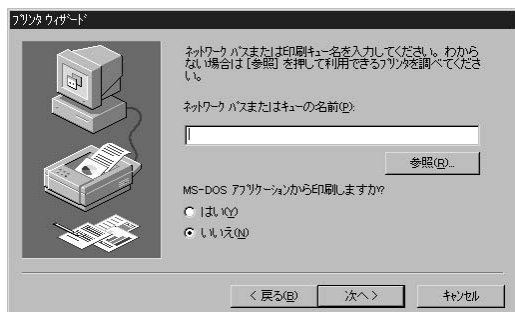 プリンタ ウィザード
ネットワーク パスまたは印刷キュー名を入力してください。わから
ない場合は [参照] を押して利用できるプリンタを調べてくださ
い。
ネットワーク パスまたはキューの名前(P):
参照(R)...
MS-DOS アプリケーションから印刷しますか?
はい(Y)
いいえ(N)
< 戻る(B)
次へ >
キャンセル